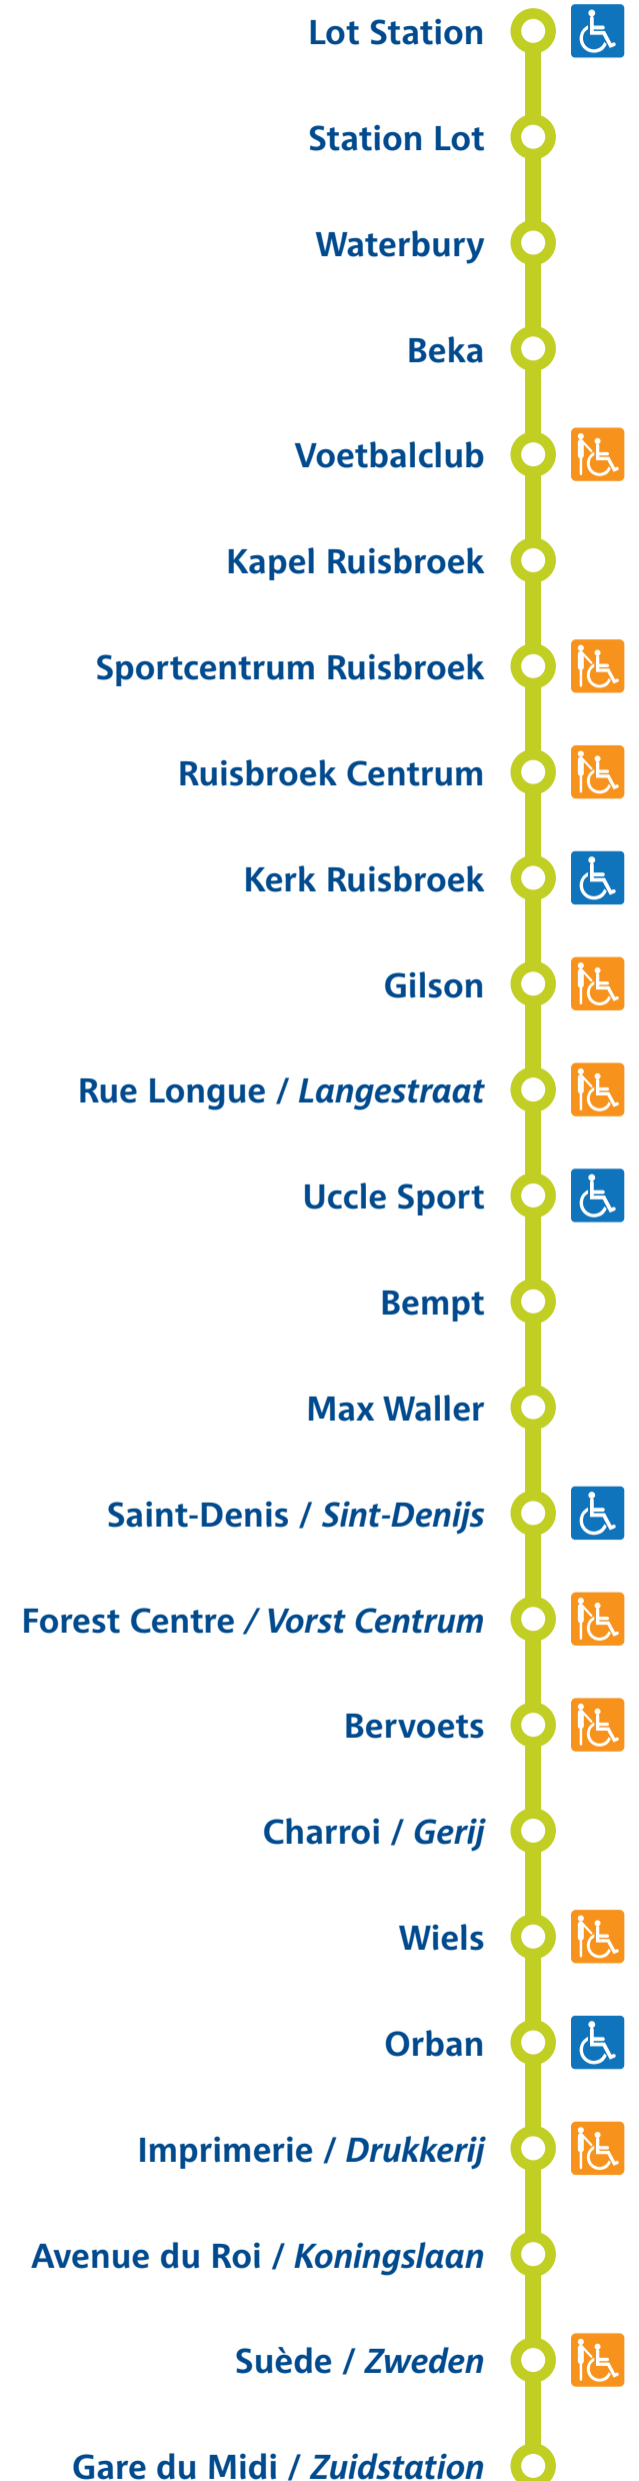 Lot Station
Station Lot
Waterbury
Beka
Voetbalclub
Kapel Ruisbroek
Sportcentrum Ruisbroek
Ruisbroek Centrum
Kerk Ruisbroek
Gilson
Rue Longue / Langestraat
Uccle Sport
Bempt
Max Waller
Saint-Denis / Sint-Denijs
Forest Centre / Vorst Centrum
Bervoets
Charroi / Gerij
Wiels
Orban
Imprimerie / Drukkerij
Avenue du Roi / Koningslaan
Suède / Zweden
Gare du Midi / Zuidstation